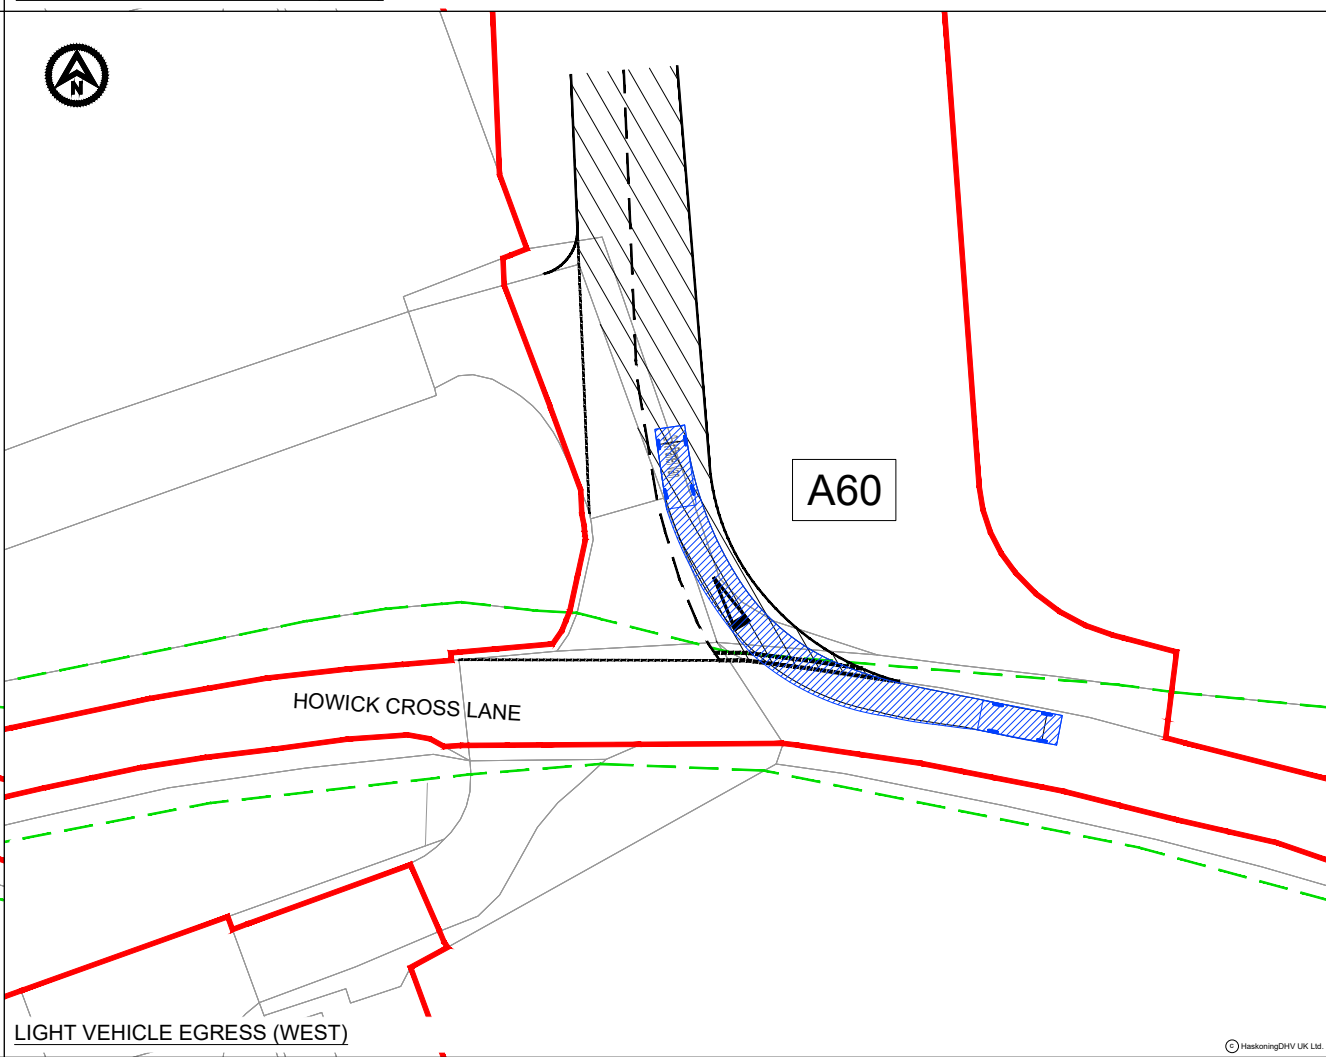 N
A60
HOWICK CROSS LANE
LIGHT VEHICLE EGRESS (WEST)
© HaskoningDHV UK Ltd.